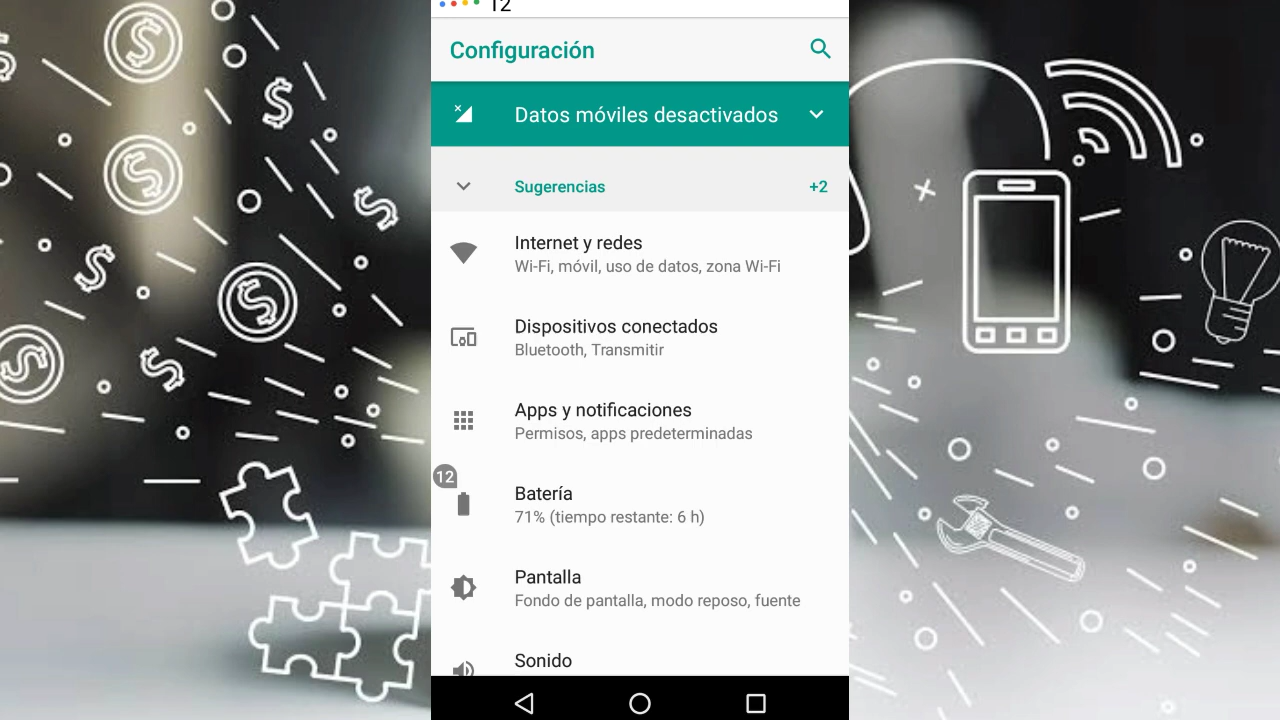 12
Configuración
Datos móviles desactivados
Sugerencias +2
Internet y redes
Wi-Fi, móvil, uso de datos, zona Wi-Fi
Dispositivos conectados
Bluetooth, Transmitir
Apps y notificaciones
Permisos, apps predeterminadas
12
Batería
71% (tiempo restante: 6 h)
Pantalla
Fondo de pantalla, modo reposo, fuente
Sonido